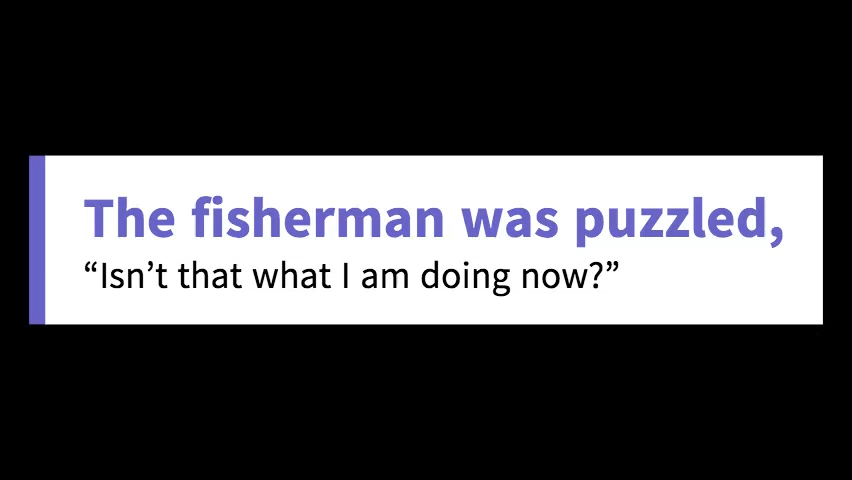 The fisherman was puzzled,
“Isn’t that what I am doing now?”